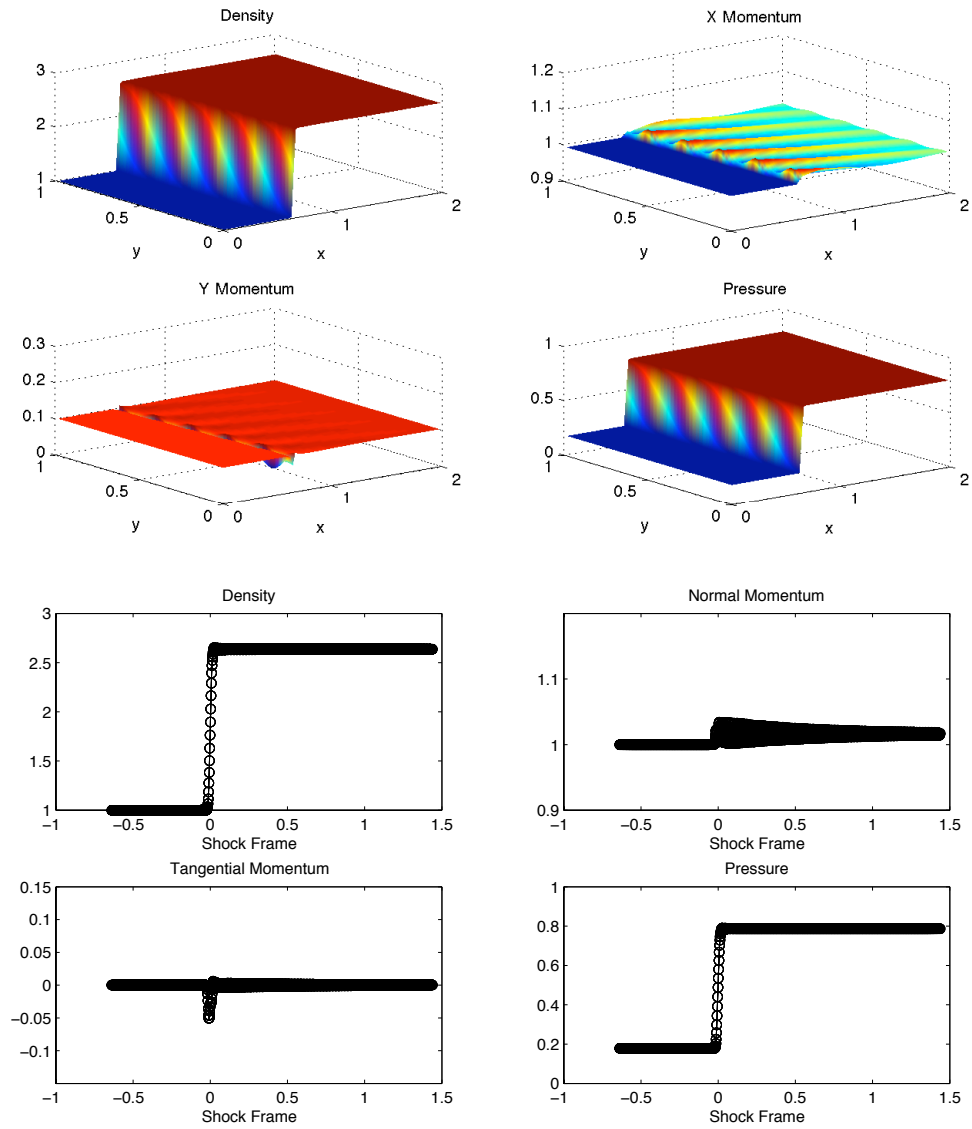 Density
X Momentum
3
2
1
1
0.5
0
0
1
2
y
x
1.2
1.1
1
0.9
1
0.5
0
0
1
2
y
x
Y Momentum
Pressure
0.3
0.2
0.1
0
1
0.5
0
0
1
2
y
x
1
0.5
0
1
0.5
0
0
1
2
y
x
Density
3
2.5
2
1.5
1
−1 −0.5 0 0.5 1 1.5
Shock Frame
Normal Momentum
1.1
1
0.9
−1 −0.5 0 0.5 1 1.5
Shock Frame
Tangential Momentum
0.15
0.1
0.05
0
−0.05
−0.1
−1 −0.5 0 0.5 1 1.5
Shock Frame
Pressure
1
0.8
0.6
0.4
0.2
0
−1 −0.5 0 0.5 1 1.5
Shock Frame